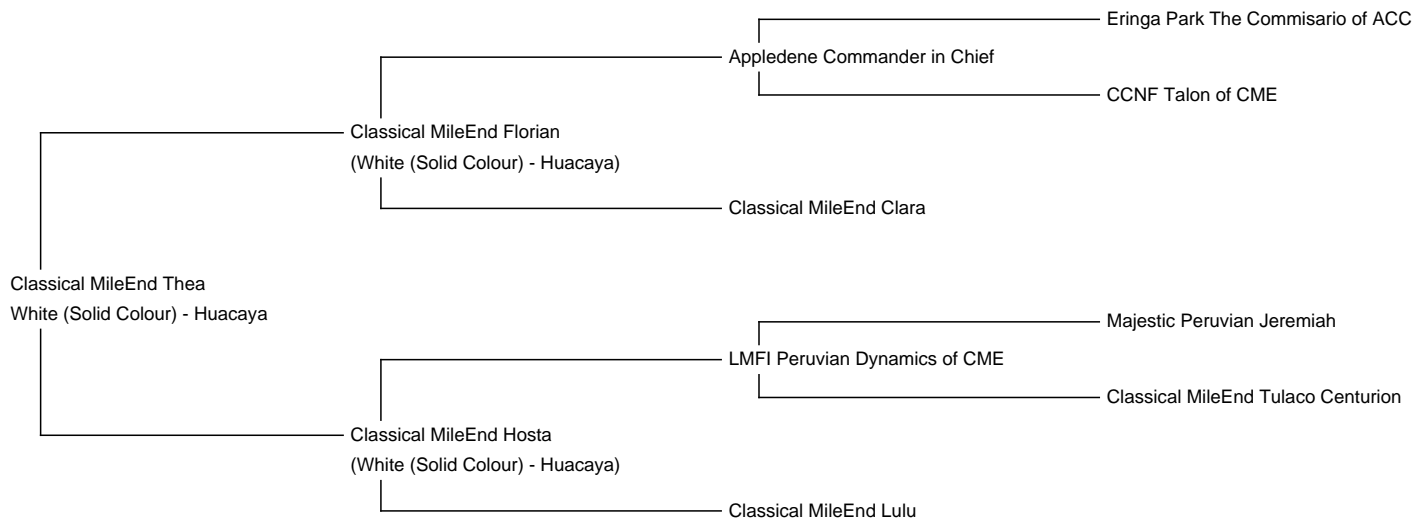 Eringa Park The Commisario of ACC
Appledene Commander in Chief
CCNF Talon of CME
Classical MileEnd Florian
(White (Solid Colour) - Huacaya)
Classical MileEnd Clara
Classical MileEnd Thea
White (Solid Colour) - Huacaya
Majestic Peruvian Jeremiah
LMFI Peruvian Dynamics of CME
Classical MileEnd Tulaco Centurion
Classical MileEnd Hosta
(White (Solid Colour) - Huacaya)
Classical MileEnd Lulu